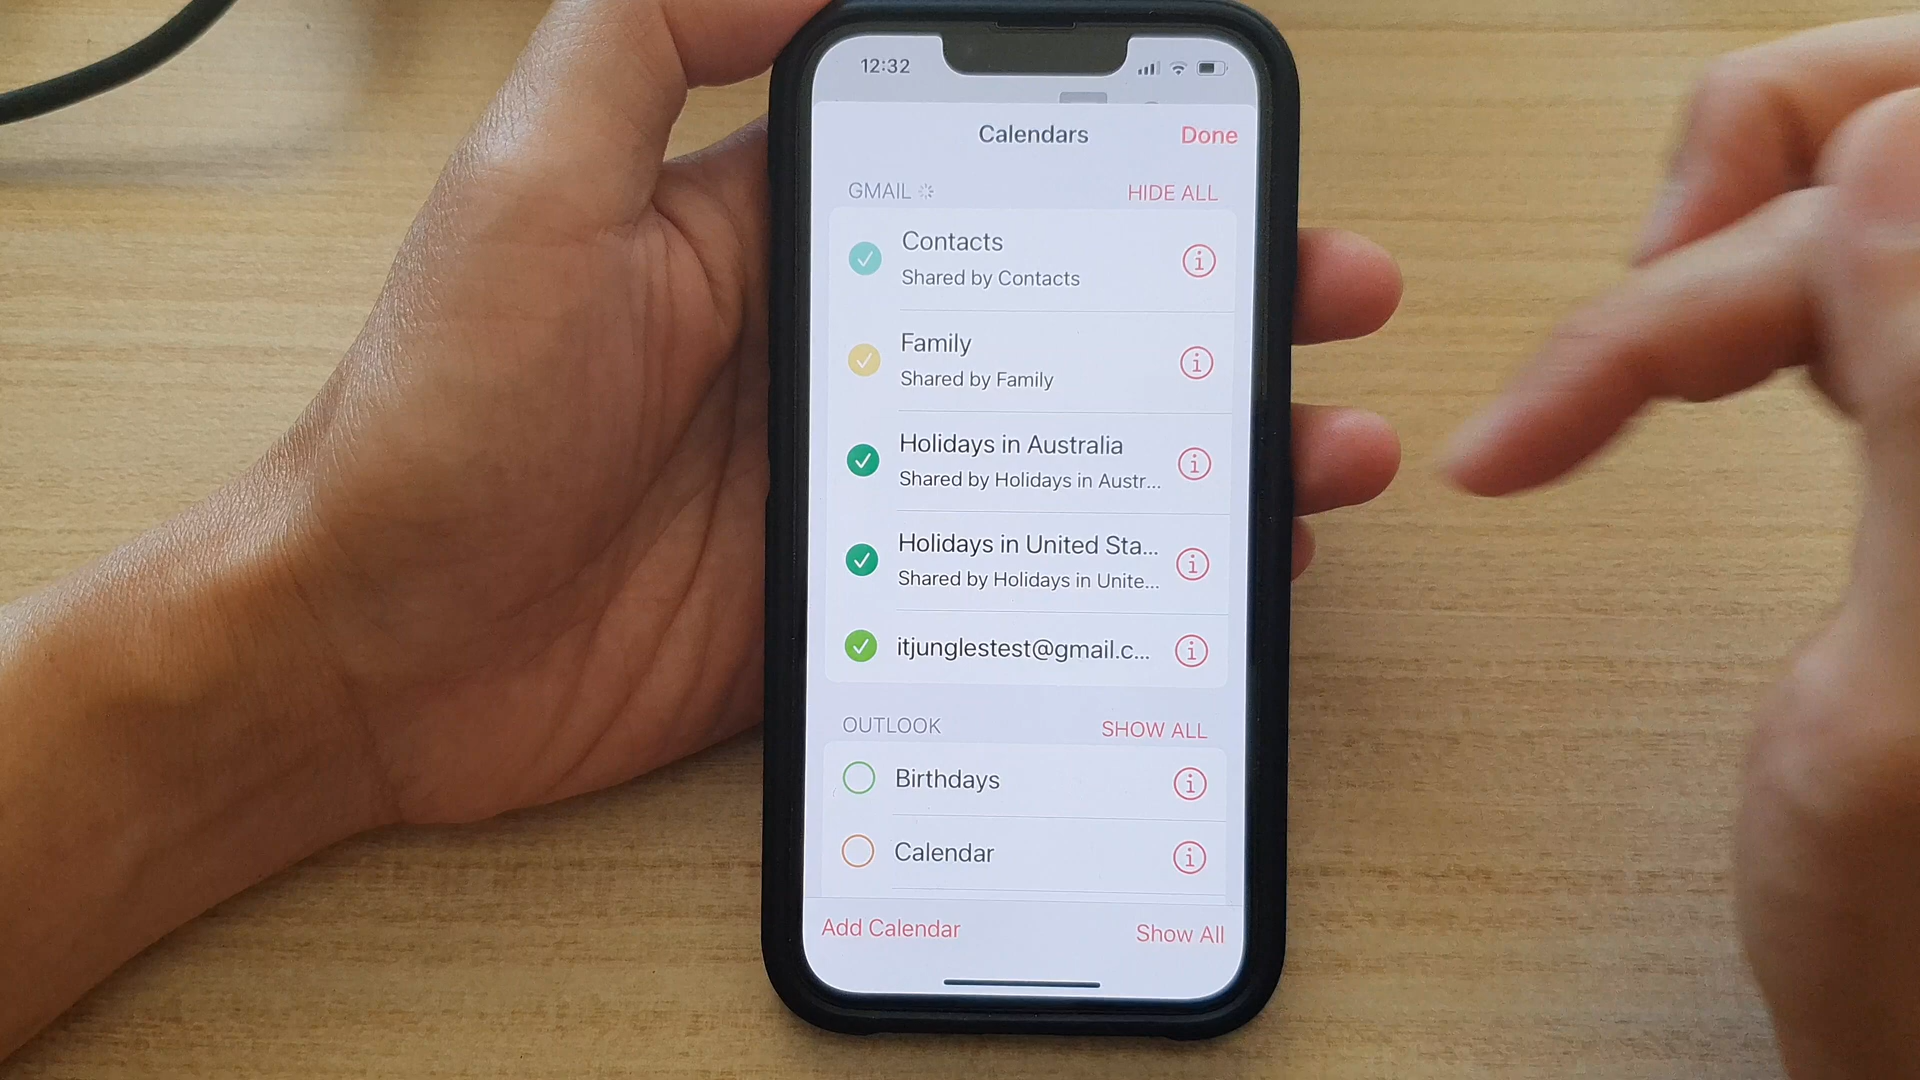 12:32
Calendars
Done
GMAIL
HIDE ALL
Contacts
Shared by Contacts
Family
Shared by Family
Holidays in Australia
Shared by Holidays in Austr...
Holidays in United Sta...
Shared by Holidays in Unite...
itjunglestest@gmail.c...
OUTLOOK
SHOW ALL
Birthdays
Calendar
Add Calendar
Show All